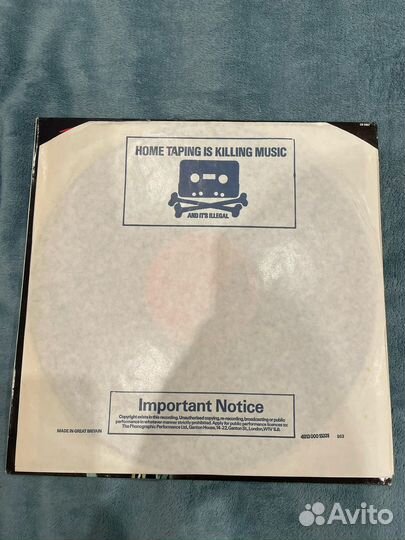 HOME TAPING IS KILLING MUSIC
AND IT'S ILLEGAL
Important Notice
Copyright exists in this recording. Unauthorised copying, re-recording, broadcasting or public
performance in whatever manner strictly prohibited. Apply for public performance licences to:
The Phonographic Performance Ltd., Ganton House, 14-22, Ganton St., London, W1V 1LB.
MADE IN GREAT BRITAIN
Avito